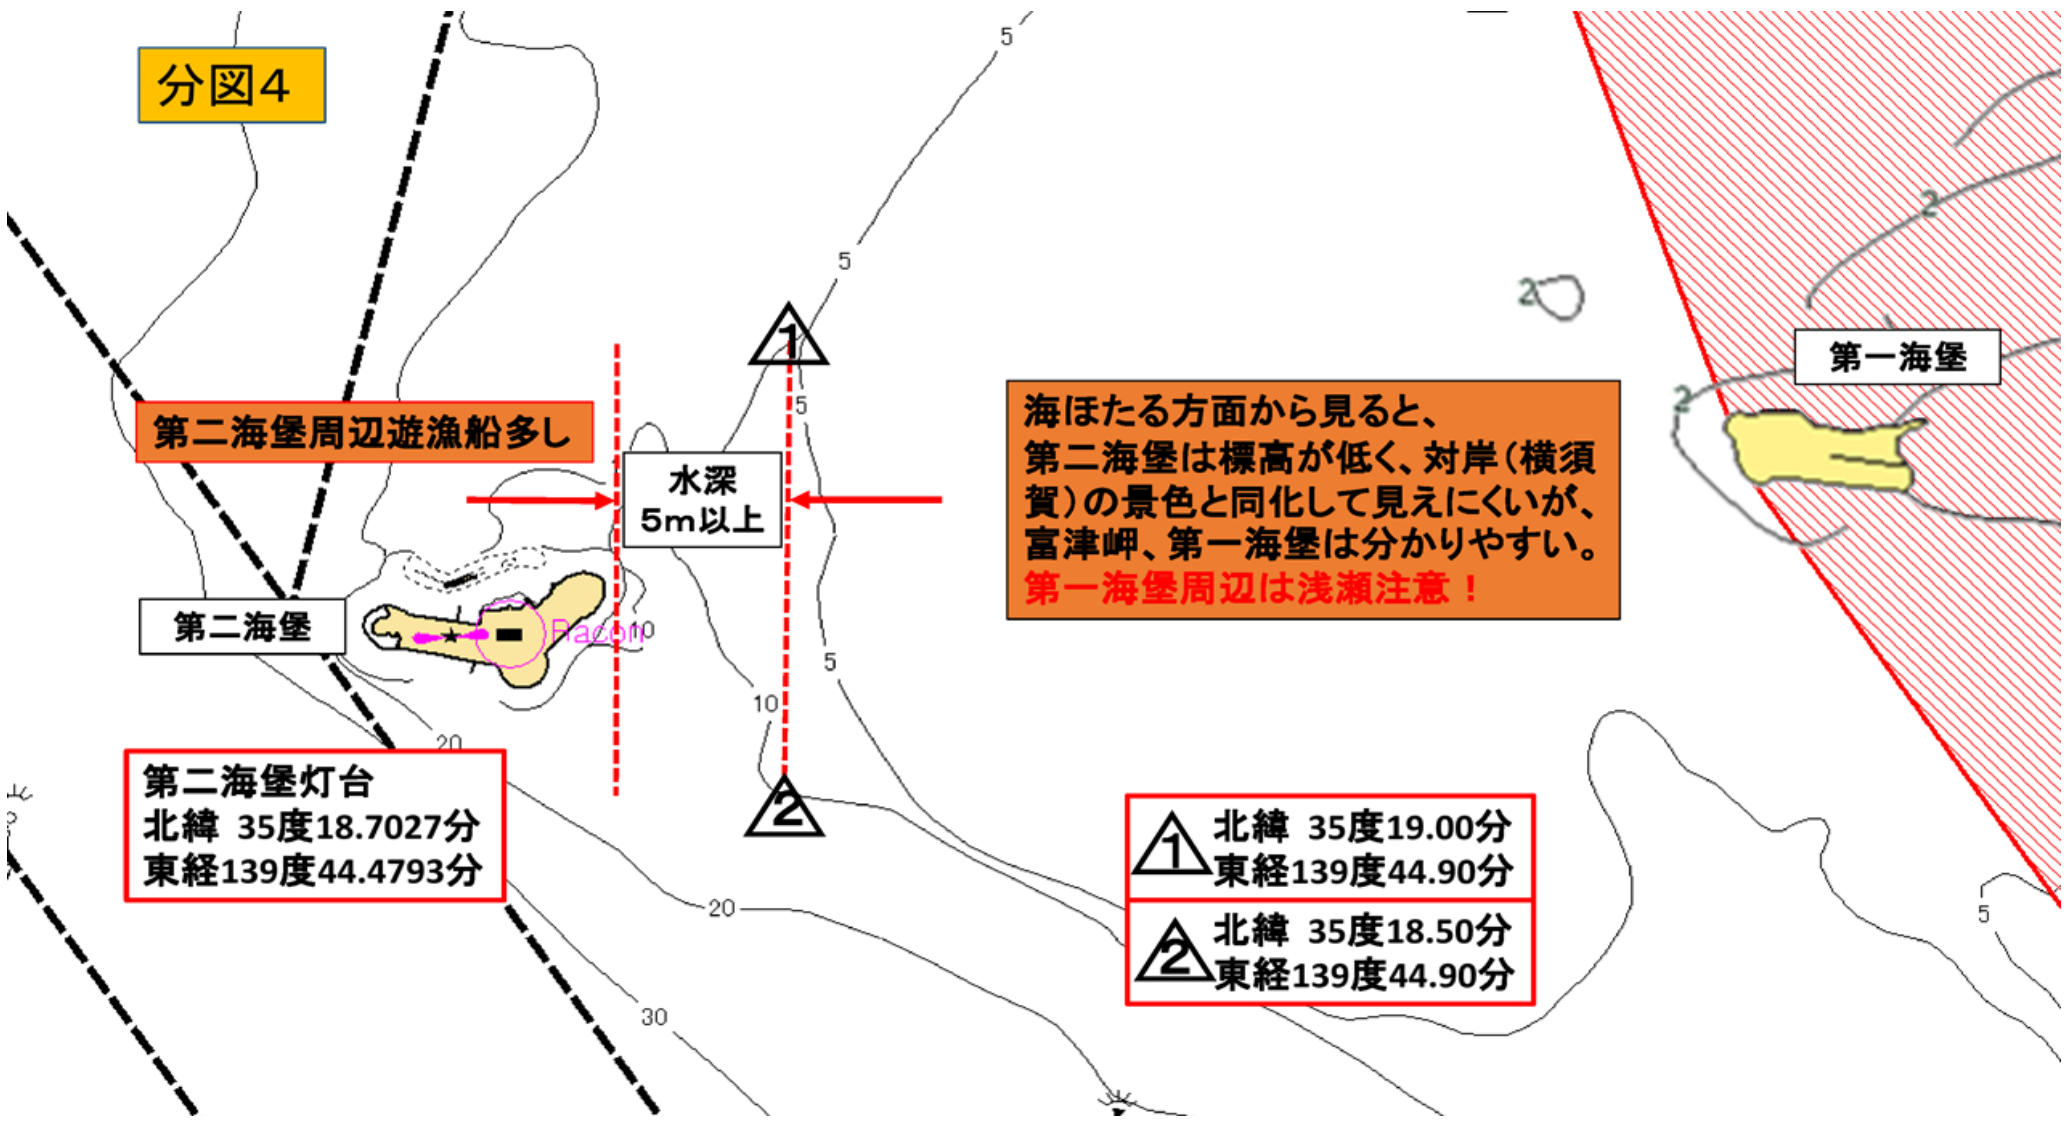 分図4
5
5
2
2
1
第一海堡
2
5
第二海堡周辺遊漁船多し
水深
5m以上
海ほたる方面から見ると、
第二海堡は標高が低く、対岸(横須
賀)の景色と同化して見えにくいが、
富津岬、第一海堡は分かりやすい。
第一海堡周辺は浅瀬注意!
第二海堡
Racon
10
5
10
20
第二海堡灯台
北緯 35度18.7027分
東経139度44.4793分
2
1
北緯 35度19.00分
東経139度44.90分
2
北緯 35度18.50分
東経139度44.90分
20
5
30